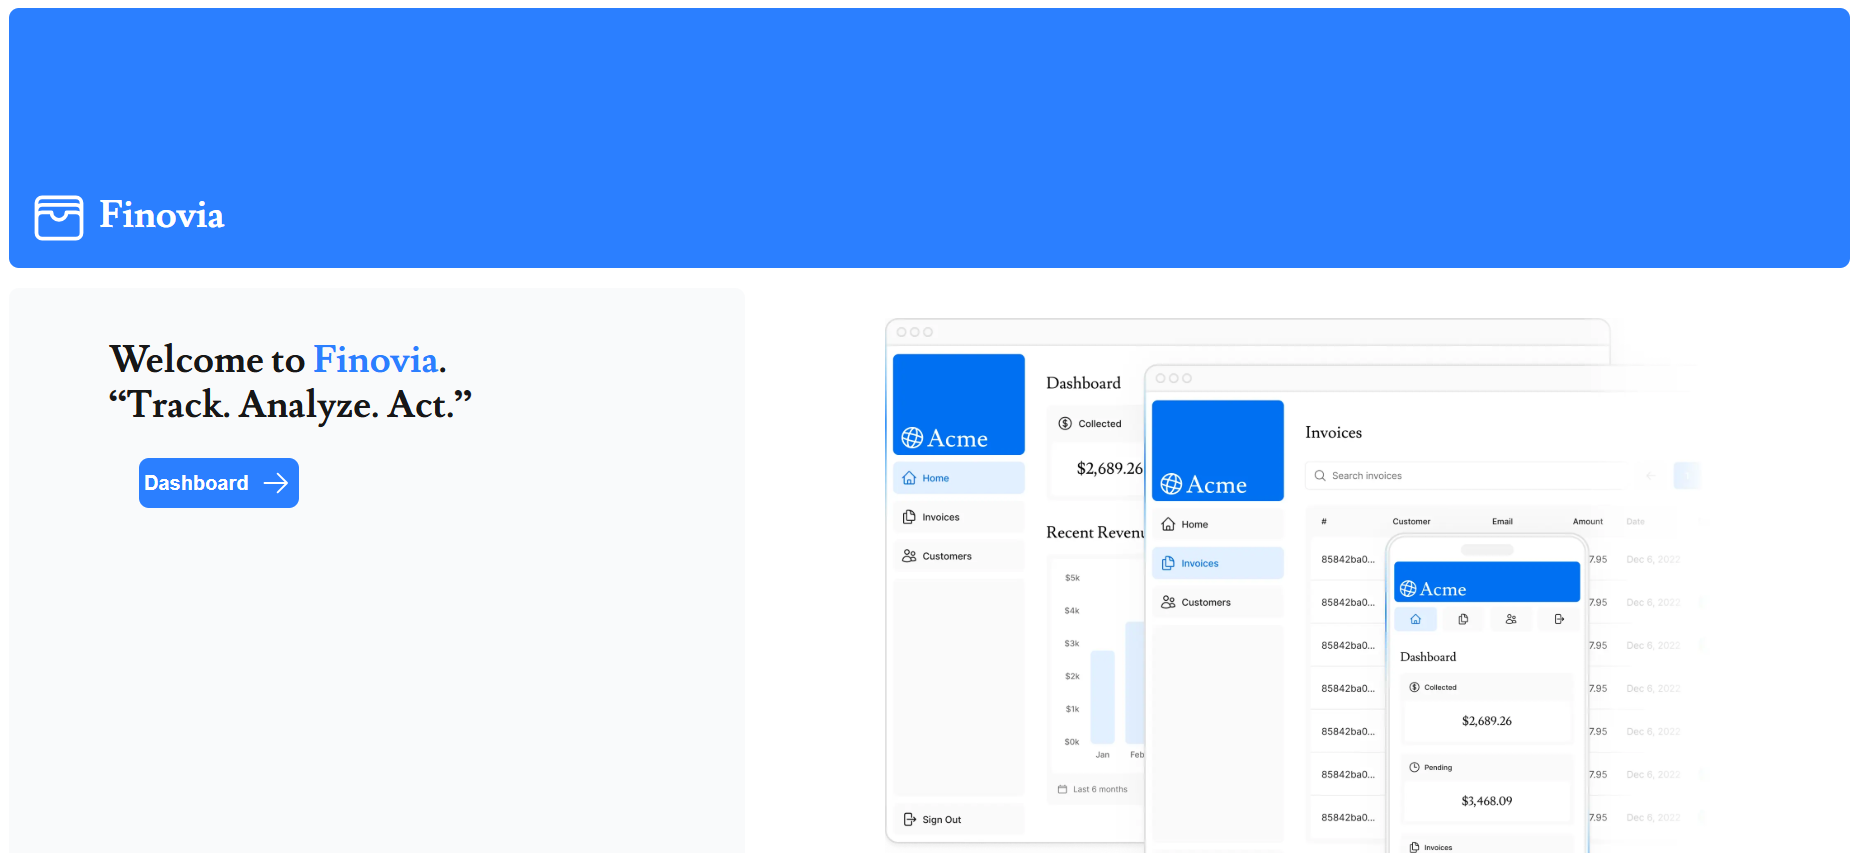 Finovia
Welcome to Finovia.
“Track. Analyze. Act.”
Dashboard
Acme
Home
Invoices
Customers
Sign Out
Dashboard
Collected
$2,689.26
Recent Revenu
$5k
$4k
$3k
$2k
$1k
$0k
Jan
Feb
Last 6 months
Acme
Home
Invoices
Customers
Invoices
Search invoices
# Customer Email Amount Date
85842ba0... 7.95 Dec 6, 2022
85842ba0... 7.95 Dec 6, 2022
85842ba0... 7.95 Dec 6, 2022
85842ba0... 7.95 Dec 6, 2022
85842ba0... 7.95 Dec 6, 2022
85842ba0... 7.95 Dec 6, 2022
85842ba0... 7.95 Dec 6, 2022
Acme
Dashboard
Collected
$2,689.26
Pending
$3,468.09
Invoices